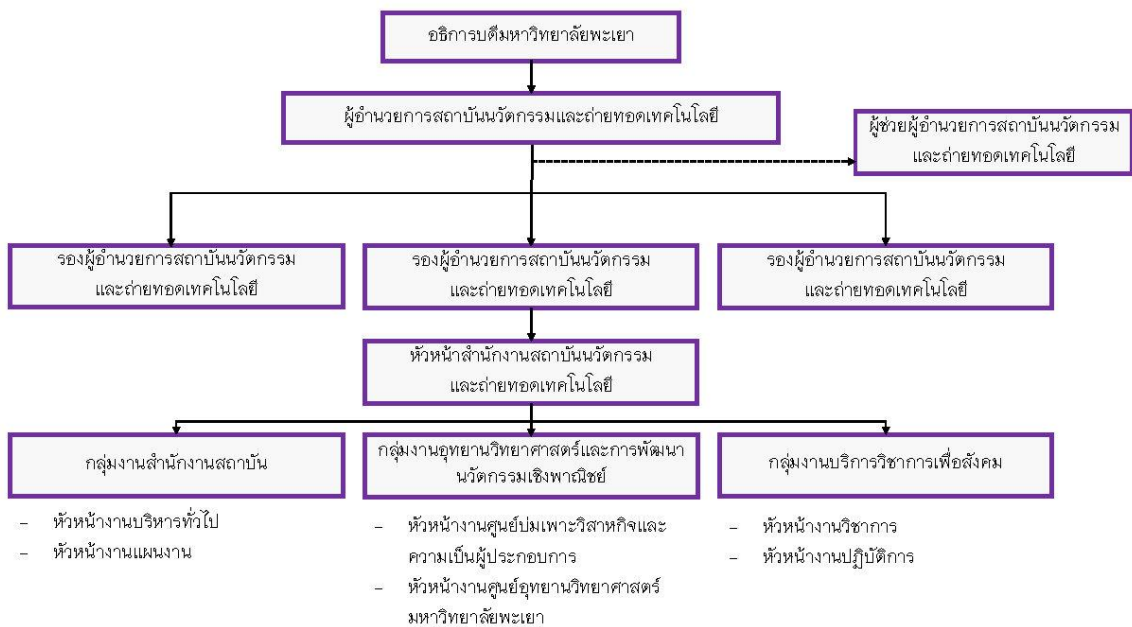 อธิการบดีมหาวิทยาลัยพะเยา
ผู้อำนวยการสถาบันนวัตกรรมและถ่ายทอดเทคโนโลยี
ผู้ช่วยผู้อำนวยการสถาบันนวัตกรรม
และถ่ายทอดเทคโนโลยี
รองผู้อำนวยการสถาบันนวัตกรรม
และถ่ายทอดเทคโนโลยี
รองผู้อำนวยการสถาบันนวัตกรรม
และถ่ายทอดเทคโนโลยี
รองผู้อำนวยการสถาบันนวัตกรรม
และถ่ายทอดเทคโนโลยี
หัวหน้าสำนักงานสถาบันนวัตกรรม
และถ่ายทอดเทคโนโลยี
กลุ่มงานสำนักงานสถาบัน
– หัวหน้างานบริหารทั่วไป
– หัวหน้างานแผนงาน
กลุ่มงานอุทยานวิทยาศาสตร์และการพัฒนา
นวัตกรรมเชิงพาณิชย์
– หัวหน้างานศูนย์บ่มเพาะวิสาหกิจและ
ความเป็นผู้ประกอบการ
– หัวหน้างานศูนย์อุทยานวิทยาศาสตร์
มหาวิทยาลัยพะเยา
กลุ่มงานบริการวิชาการเพื่อสังคม
– หัวหน้างานวิชาการ
– หัวหน้างานปฏิบัติการ